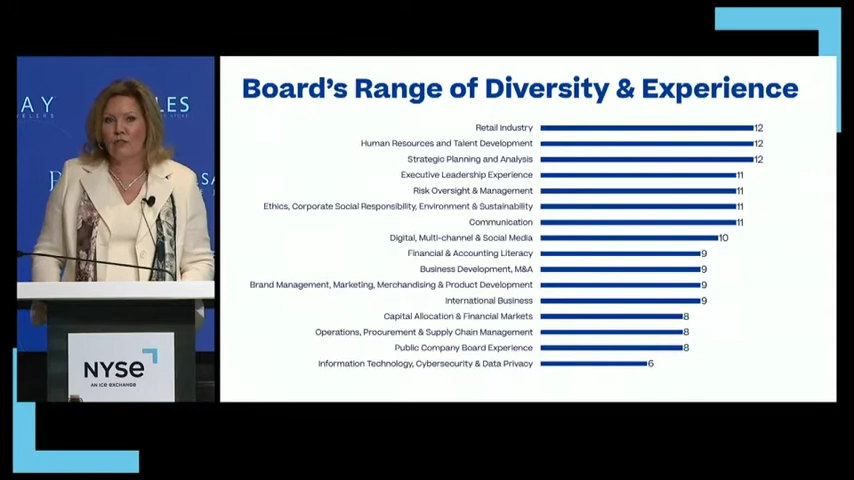 Board's Range of Diversity & Experience
Retail Industry 12
Human Resources and Talent Development 12
Strategic Planning and Analysis 12
Executive Leadership Experience 11
Risk Oversight & Management 11
Ethics, Corporate Social Responsibility, Environment & Sustainability 11
Communication 11
Digital, Multi-channel & Social Media 10
Financial & Accounting Literacy 9
Business Development, M&A 9
Brand Management, Marketing, Merchandising & Product Development 9
International Business 9
Capital Allocation & Financial Markets 8
Operations, Procurement & Supply Chain Management 8
Public Company Board Experience 8
Information Technology, Cybersecurity & Data Privacy 6
AY
LES
NYSE
AN ICE EXCHANGE